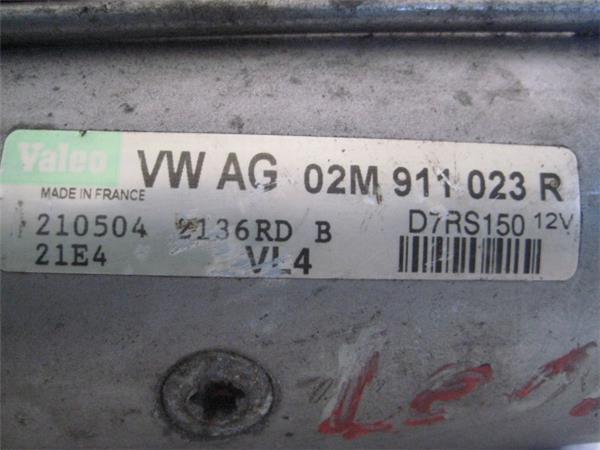 Valeo VW AG 02M 911 023 R
MADE IN FRANCE
210504 2136RD B D7RS150 12V
21E4 VL4